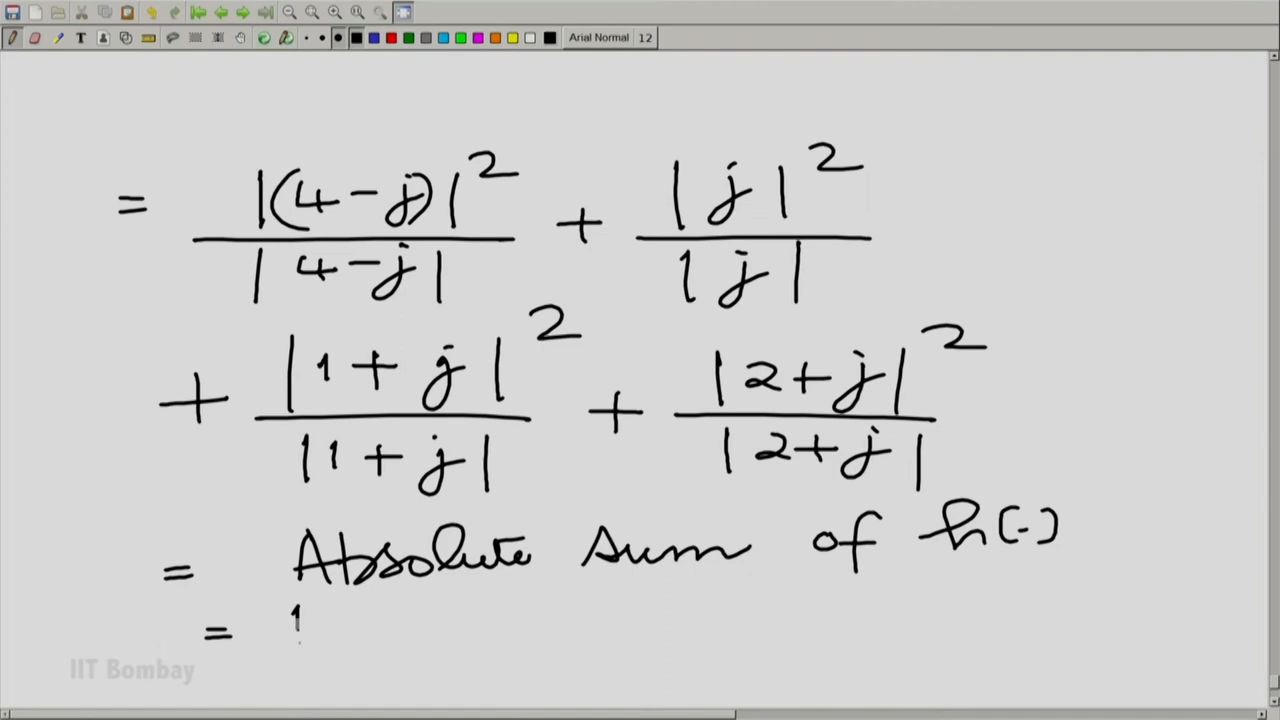 Arial Normal 12
= |(4-j)|² / |4-j| + |j|² / |j|
+ |1+j|² / |1+j| + |2+j|² / |2+j|
= Absolute sum of h[-]
= 1
IIT Bombay